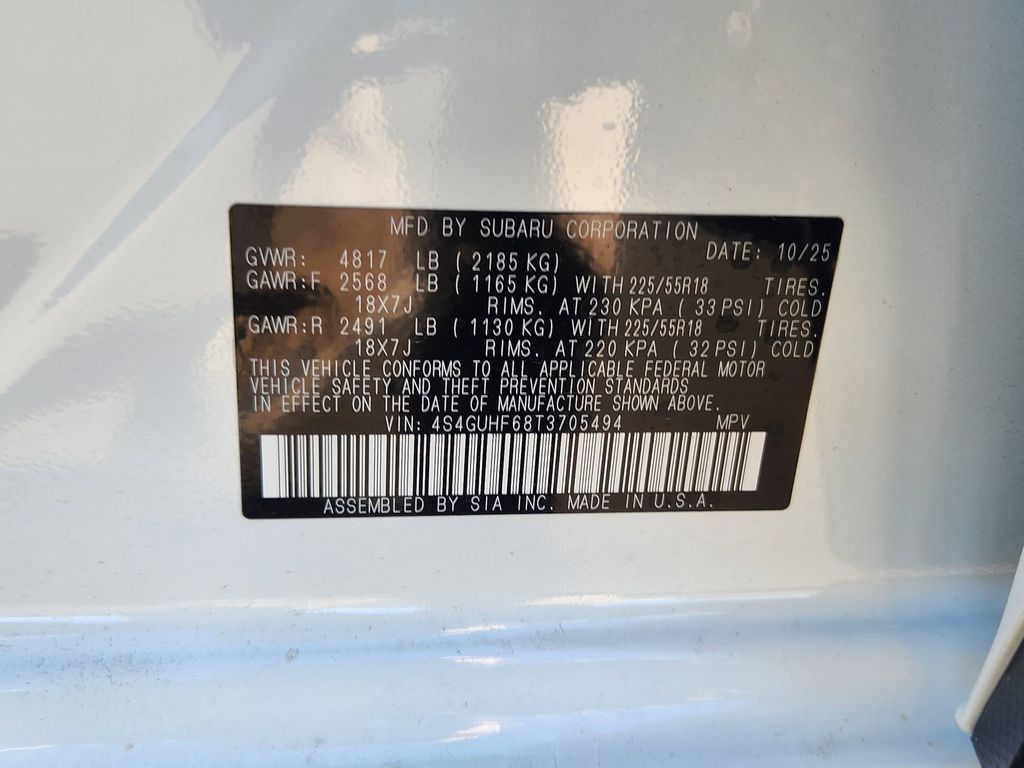 MFD BY SUBARU CORPORATION
DATE: 10/25
GVWR: 4817 LB (2185 KG)
GAWR:F 2568 LB (1165 KG) WITH 225/55R18 TIRES.
18X7J RIMS. AT 230 KPA (33 PSI) COLD
GAWR:R 2491 LB (1130 KG) WITH 225/55R18 TIRES.
18X7J RIMS. AT 220 KPA (32 PSI) COLD
THIS VEHICLE CONFORMS TO ALL APPLICABLE FEDERAL MOTOR
VEHICLE SAFETY AND THEFT PREVENTION STANDARDS
IN EFFECT ON THE DATE OF MANUFACTURE SHOWN ABOVE.
VIN: 4S4GUHF68T3705494 MPV
ASSEMBLED BY SIA INC. MADE IN U.S.A.